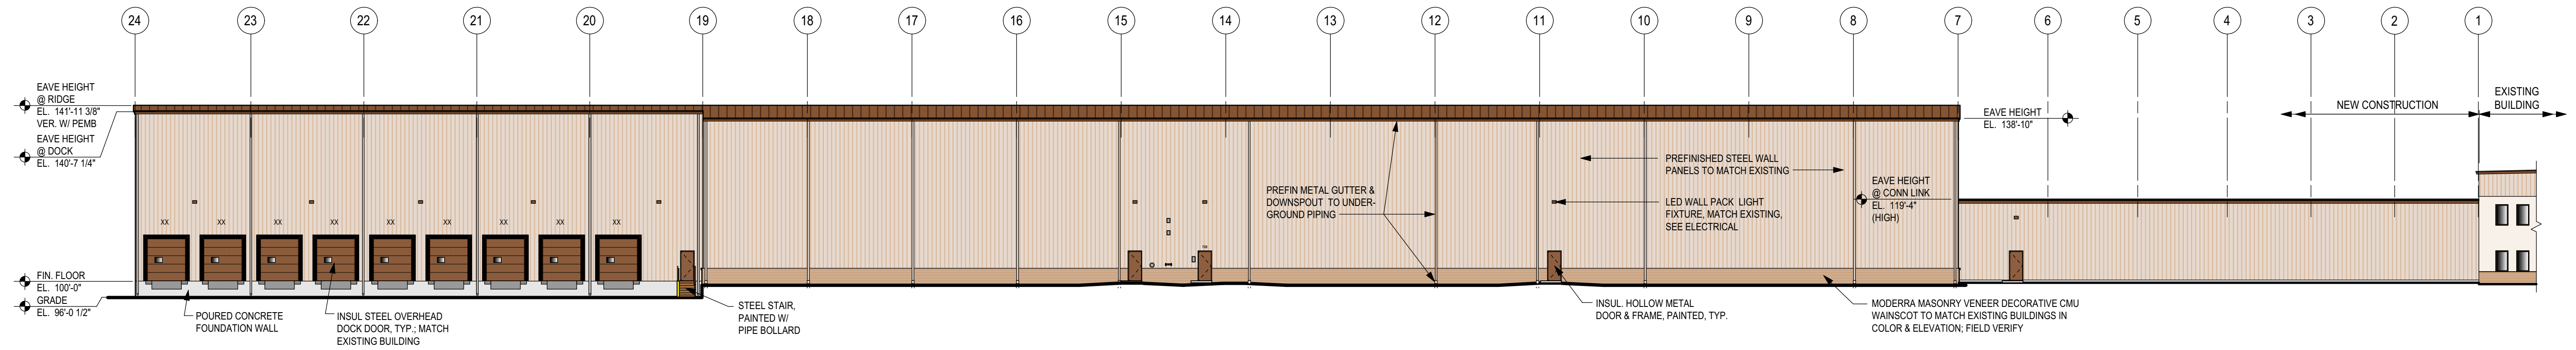 24
23
22
21
20
19
18
17
16
15
14
13
12
11
10
9
8
7
6
5
4
3
2
1
EAVE HEIGHT
@ RIDGE
EL. 141'-11 3/8"
VER. W/ PEMB
EAVE HEIGHT
@ DOCK
EL. 140'-7 1/4"
FIN. FLOOR
EL. 100'-0"
GRADE
EL. 96'-0 1/2"
XX
XX
XX
XX
XX
XX
XX
XX
XX
POURED CONCRETE
FOUNDATION WALL
INSUL STEEL OVERHEAD
DOCK DOOR, TYP.; MATCH
EXISTING BUILDING
STEEL STAIR,
PAINTED W/
PIPE BOLLARD
PREFIN METAL GUTTER &
DOWNSPOUT TO UNDER-
GROUND PIPING
PREFINISHED STEEL WALL
PANELS TO MATCH EXISTING
LED WALL PACK LIGHT
FIXTURE, MATCH EXISTING,
SEE ELECTRICAL
INSUL. HOLLOW METAL
DOOR & FRAME, PAINTED, TYP.
EAVE HEIGHT
@ CONN LINK
EL. 119'-4"
(HIGH)
MODERRA MASONRY VENEER DECORATIVE CMU
WAINSCOT TO MATCH EXISTING BUILDINGS IN
COLOR & ELEVATION; FIELD VERIFY
EAVE HEIGHT
EL. 138'-10"
NEW CONSTRUCTION
EXISTING
BUILDING